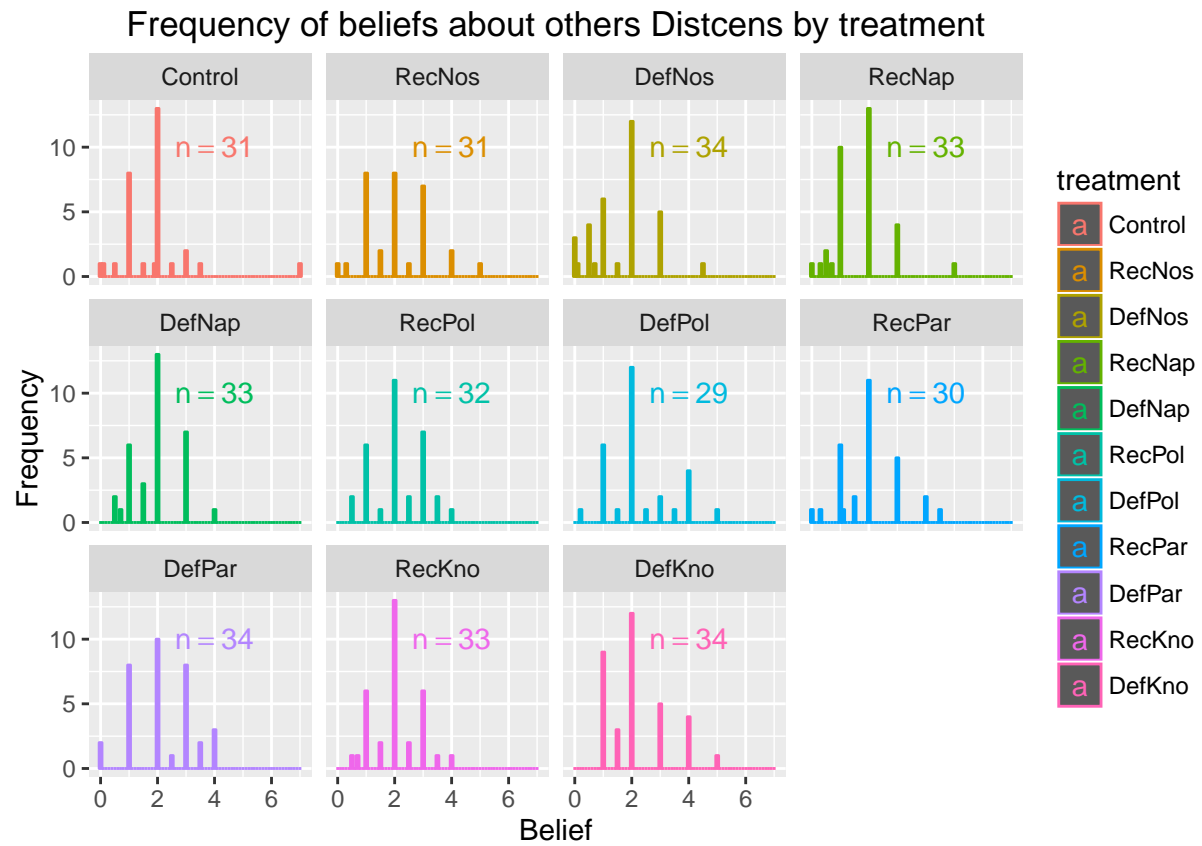 Frequency of beliefs about others Distcens by treatment
Control RecNos DefNos RecNap
n = 31 n = 31 n = 34 n = 33
10
5
0
DefNap RecPol DefPol RecPar
n = 33 n = 32 n = 29 n = 30
10
5
0
DefPar RecKno DefKno
n = 34 n = 33 n = 34
10
5
0
0 2 4 6 0 2 4 6 0 2 4 6
Belief
Frequency
treatment
a Control
a RecNos
a DefNos
a RecNap
a DefNap
a RecPol
a DefPol
a RecPar
a DefPar
a RecKno
a DefKno